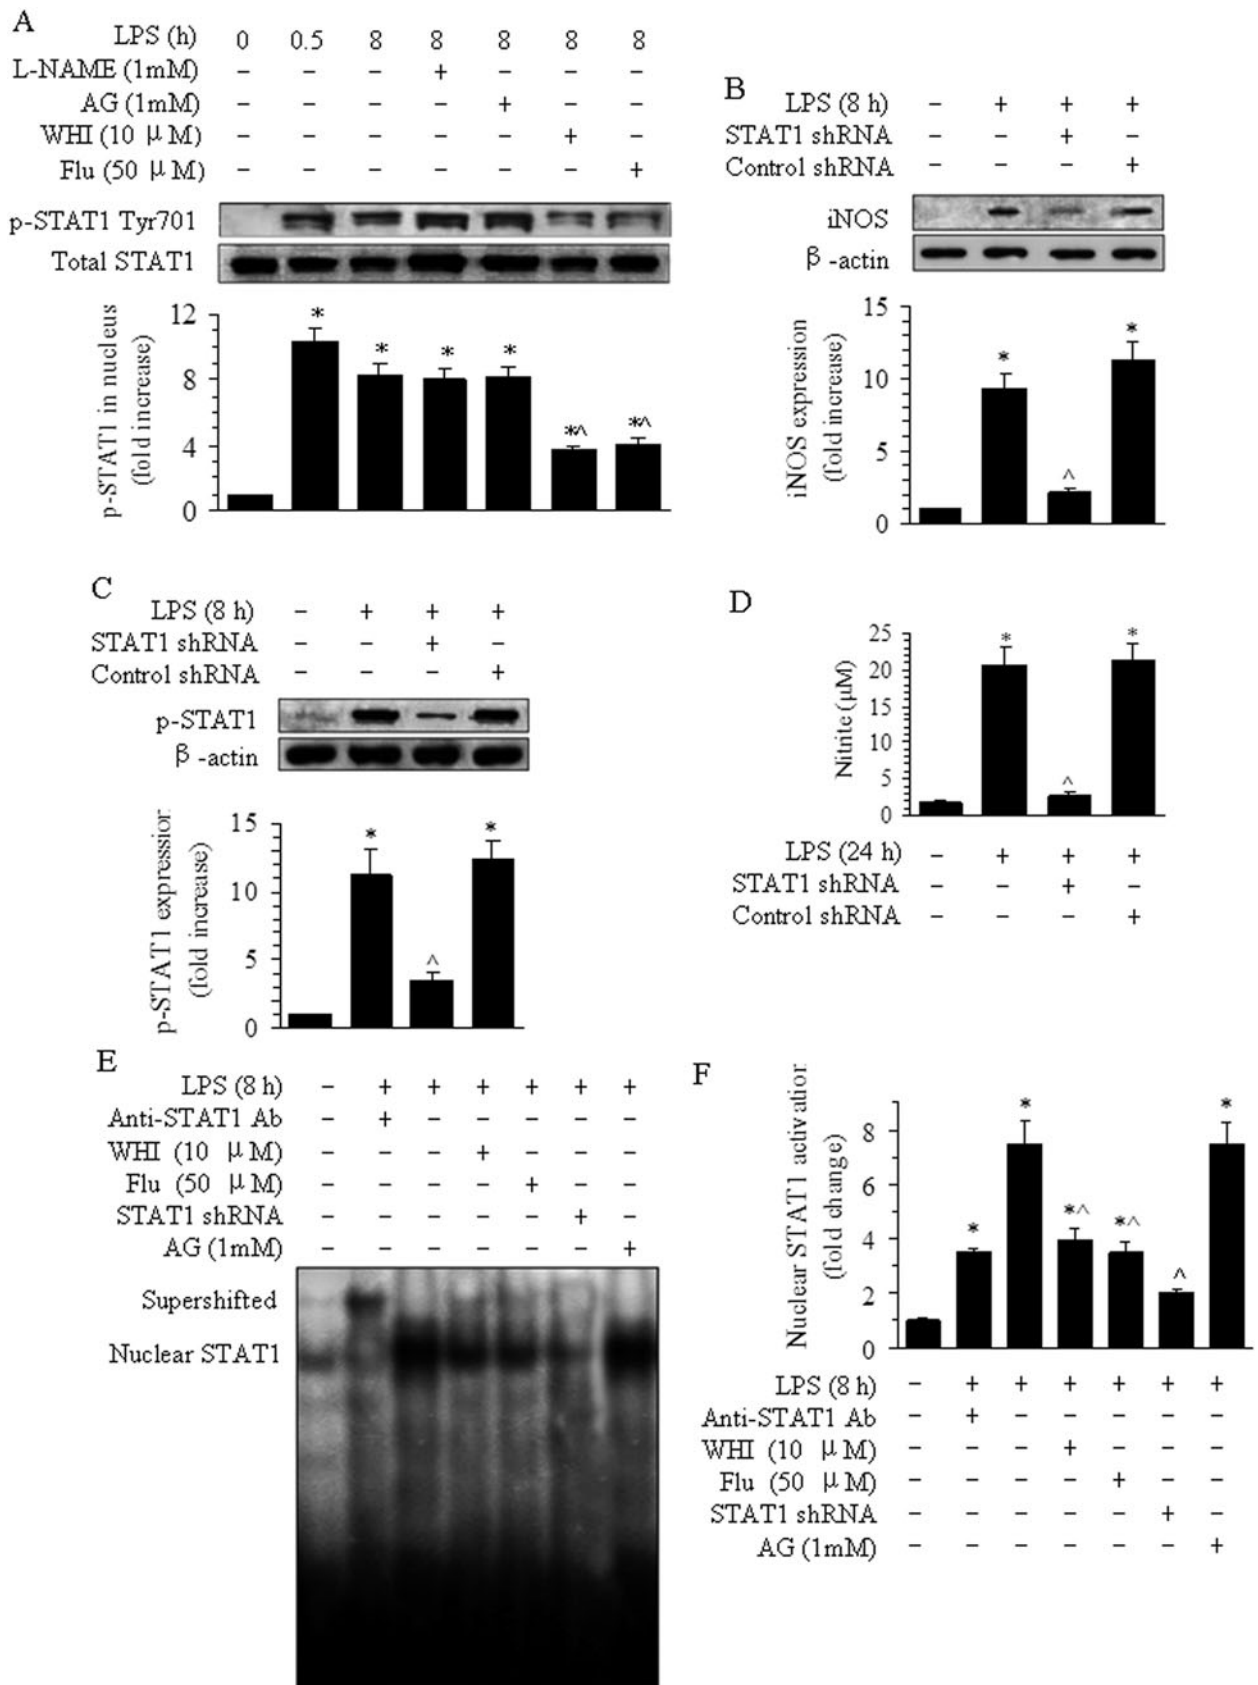 A
LPS (h) 0 0.5 8 8 8 8 8
L-NAME (1mM) − − − + − − −
AG (1mM) − − − − + − −
WHI (10 μM) − − − − − + −
Flu (50 μM) − − − − − − +
p-STAT1 Tyr701
Total STAT1
p-STAT1 in nucleus
(fold increase)
12
8
4
0
* * * * *^ *^
B
LPS (8 h) − + + +
STAT1 shRNA − − + −
Control shRNA − − − +
iNOS
β-actin
iNOS expression
(fold increase)
15
10
5
0
* ^ *
C
LPS (8 h) − + + +
STAT1 shRNA − − + −
Control shRNA − − − +
p-STAT1
β-actin
p-STAT1 expression
(fold increase)
15
10
5
0
* ^ *
D
Nitrite (μM)
25
20
15
10
5
0
* ^ *
LPS (24 h) − + + +
STAT1 shRNA − − + −
Control shRNA − − − +
E
LPS (8 h) − + + + + + +
Anti-STAT1 Ab − + − − − − −
WHI (10 μM) − − − + − − −
Flu (50 μM) − − − − + − −
STAT1 shRNA − − − − − + −
AG (1mM) − − − − − − +
Supershifted
Nuclear STAT1
F
Nuclear STAT1 activation
(fold change)
8
6
4
2
0
* * *^ *^ ^ *
LPS (8 h) − + + + + + +
Anti-STAT1 Ab − + − − − − −
WHI (10 μM) − − − + − − −
Flu (50 μM) − − − − + − −
STAT1 shRNA − − − − − + −
AG (1mM) − − − − − − +